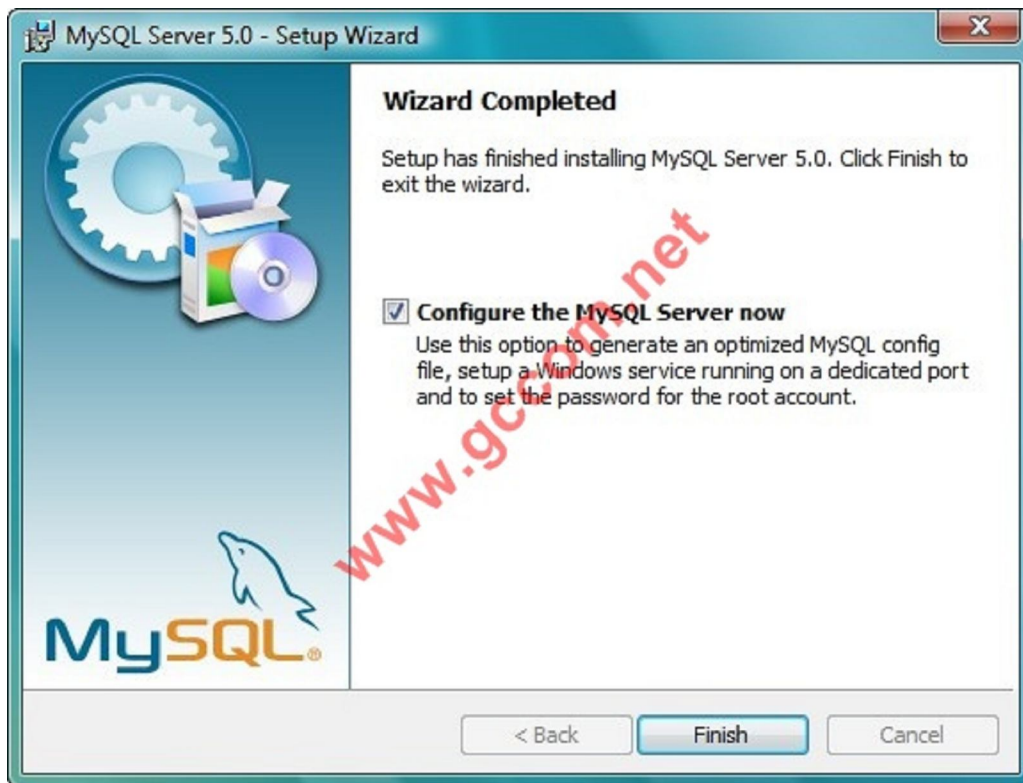 MySQL Server 5.0 - Setup Wizard
Wizard Completed
Setup has finished installing MySQL Server 5.0. Click Finish to
exit the wizard.
Configure the MySQL Server now
Use this option to generate an optimized MySQL config
file, setup a Windows service running on a dedicated port
and to set the password for the root account.
www.gccom.net
MySQL®
< Back
Finish
Cancel